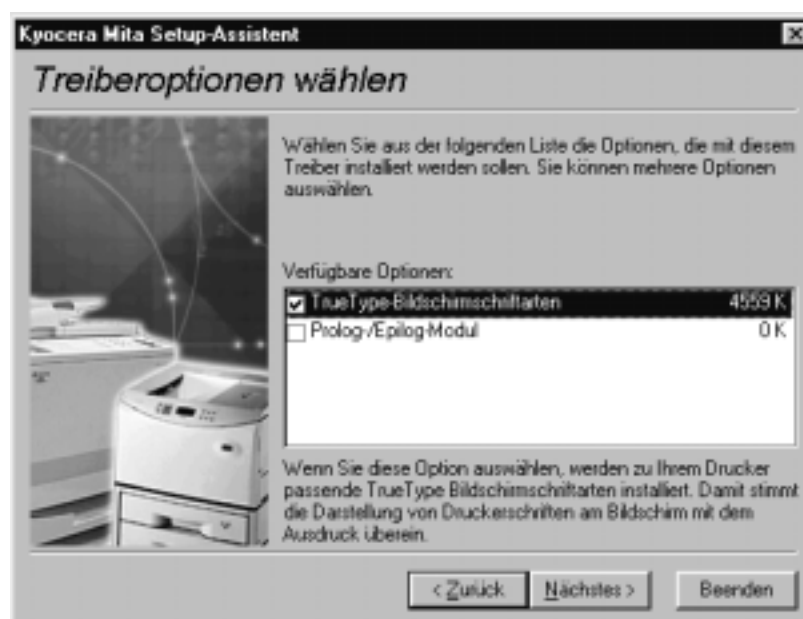 Kyocera Mita Setup-Assistent
Treiberoptionen wählen
Wählen Sie aus der folgenden Liste die Optionen, die mit diesem
Treiber installiert werden sollen. Sie können mehrere Optionen
auswählen.
Verfügbare Optionen:
TrueType-Bildschirmschriftarten 4559 K
Prolog-/Epilog-Modul 0 K
Wenn Sie diese Option auswählen, werden zu Ihrem Drucker
passende TrueType Bildschirmschriftarten installiert. Damit stimmt
die Darstellung von Druckerschriften am Bildschirm mit dem
Ausdruck überein.
< Zurück Nächstes > Beenden